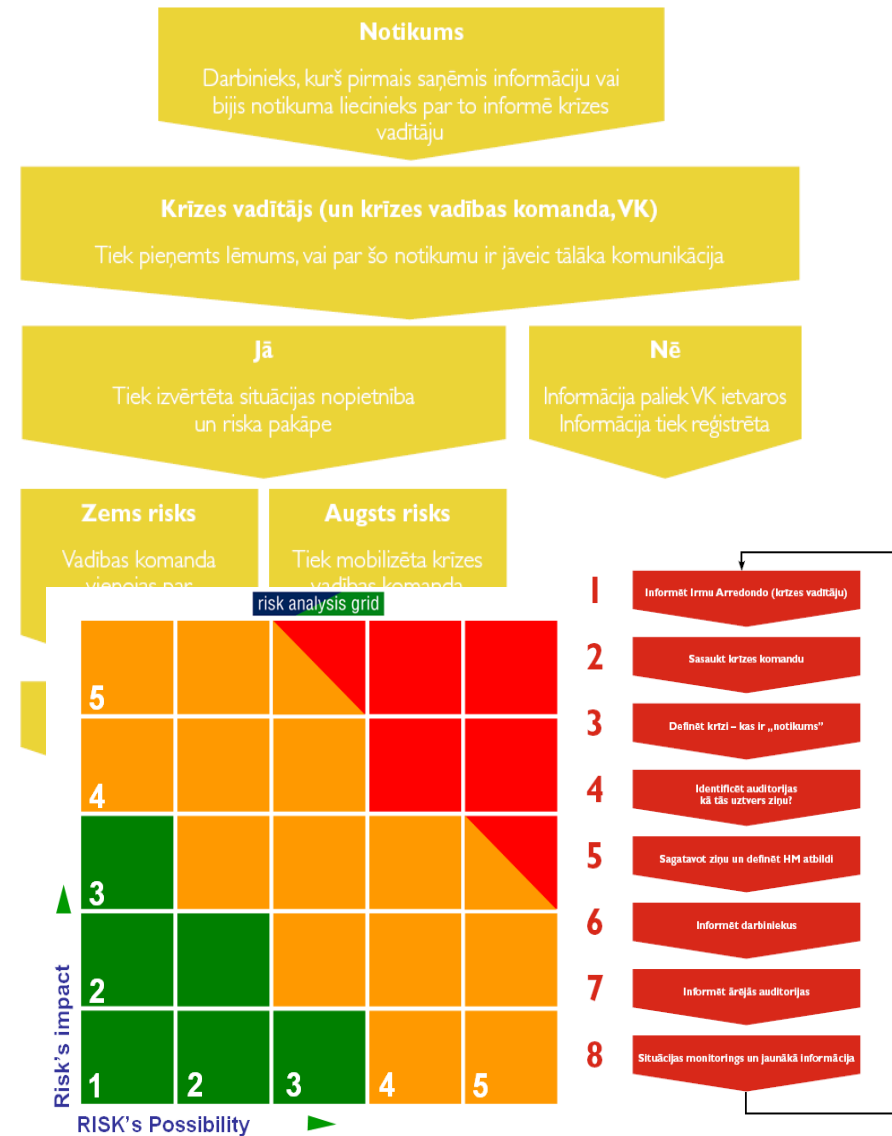 Notikums
Darbinieks, kurš pirmais saņēmis informāciju vai
bijis notikuma liecinieks par to informē krīzes
vadītāju
Krīzes vadītājs (un krīzes vadības komanda, VK)
Tiek pieņemts lēmums, vai par šo notikumu ir jāveic tālāka komunikācija
Jā
Tiek izvērtēta situācijas nopietnība
un riska pakāpe
Nē
Informācija paliek VK ietvaros
Informācija tiek reģistrēta
Zems risks
Vadības komanda
vienojas par
Augsts risks
Tiek mobilizēta krīzes
vadības komanda
risk analysis grid
5
4
3
2
1
2
3
4
5
Risk's impact
RISK's Possibility
1
Informēt Irmu Arredondo (krīzes vadītāju)
2
Sasaukt krīzes komandu
3
Definēt krīzi – kas ir „notikums”
4
Identificēt auditorijas
kā tās uztvers ziņu?
5
Sagatavot ziņu un definēt HM atbildi
6
Informēt darbiniekus
7
Informēt ārējās auditorijas
8
Situācijas monitorings un jaunākā informācija